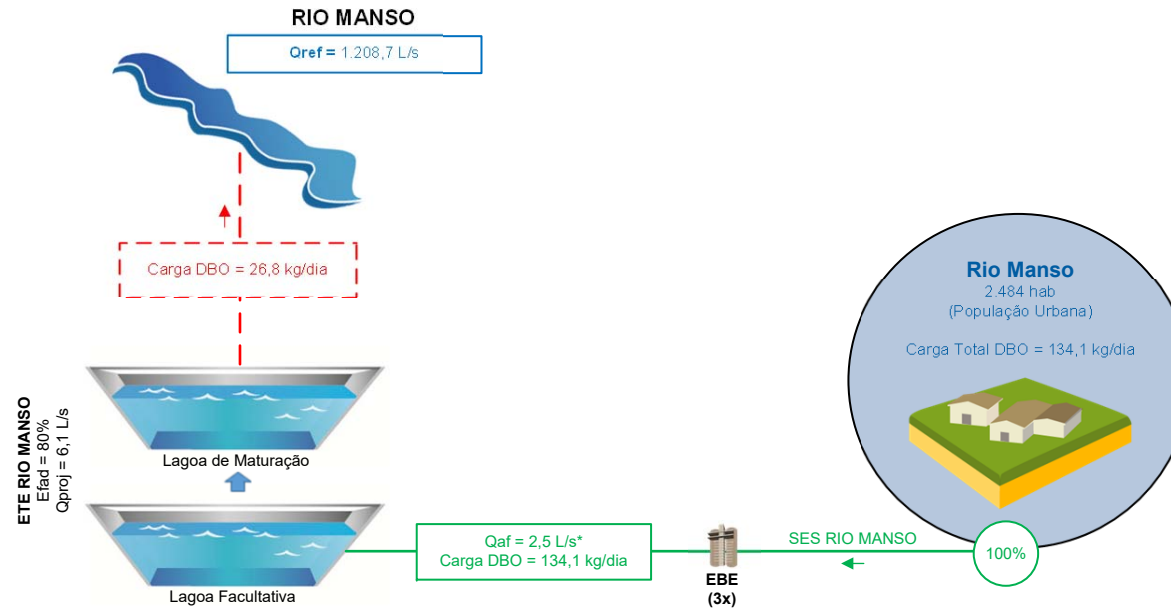 RIO MANSO
Qref = 1.208,7 L/s
Carga DBO = 26,8 kg/dia
Rio Manso
2.484 hab
(População Urbana)
Carga Total DBO = 134,1 kg/dia
ETE RIO MANSO
Efad = 80%
Qproj = 6,1 L/s
Lagoa de Maturação
Lagoa Facultativa
Qaf = 2,5 L/s*
Carga DBO = 134,1 kg/dia
EBE
(3x)
SES RIO MANSO
100%